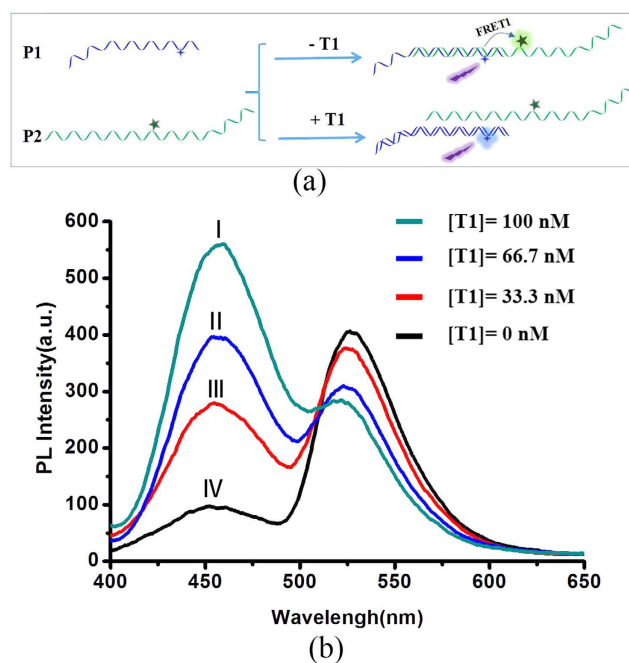 P1
- T1
FRET1
P2
+ T1
(a)
PL Intensity(a.u.)
600
500
400
300
200
100
0
I
II
III
IV
[T1]= 100 nM
[T1]= 66.7 nM
[T1]= 33.3 nM
[T1]= 0 nM
400 450 500 550 600 650
Wavelengh(nm)
(b)